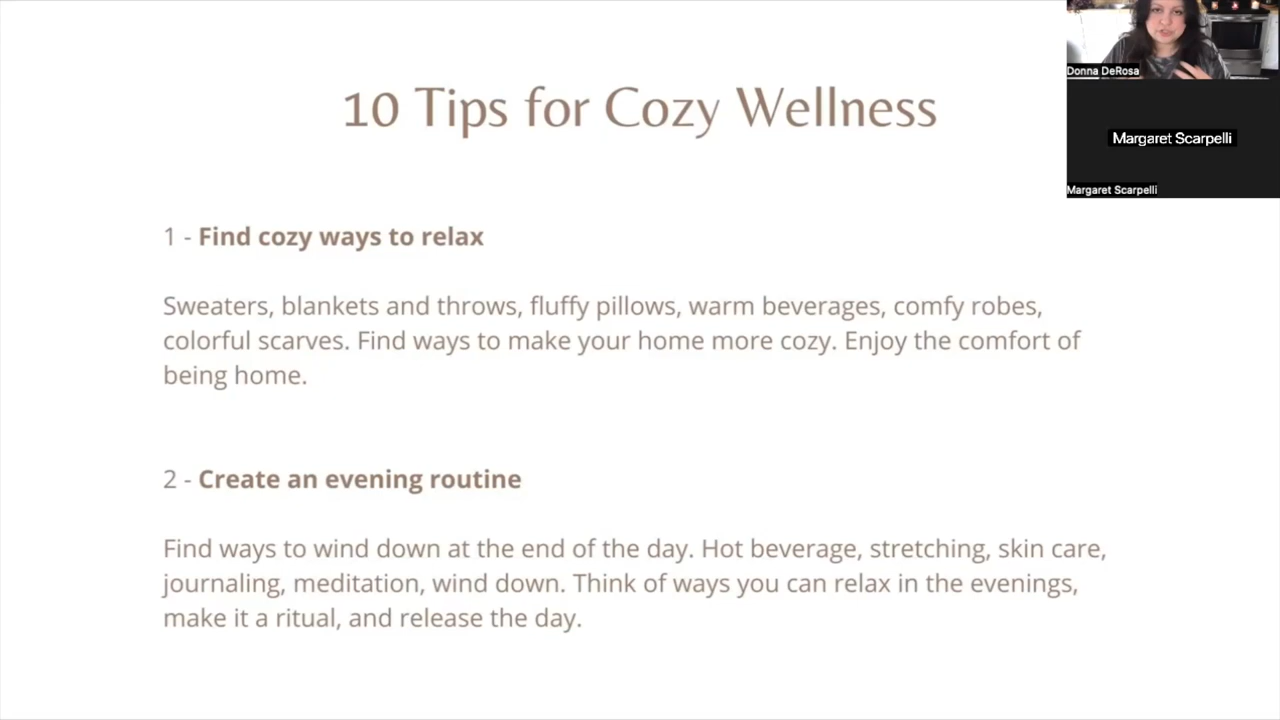 10 Tips for Cozy Wellness
Donna DeRosa
Margaret Scarpelli
Margaret Scarpelli
1 - Find cozy ways to relax
Sweaters, blankets and throws, fluffy pillows, warm beverages, comfy robes,
colorful scarves. Find ways to make your home more cozy. Enjoy the comfort of
being home.
2 - Create an evening routine
Find ways to wind down at the end of the day. Hot beverage, stretching, skin care,
journaling, meditation, wind down. Think of ways you can relax in the evenings,
make it a ritual, and release the day.